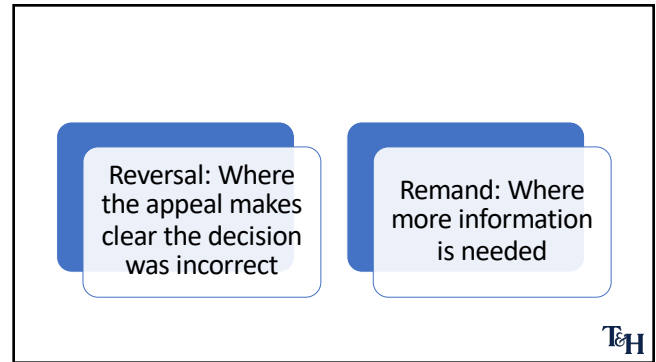 Reversal: Where
the appeal makes
clear the decision
was incorrect
Remand: Where
more information
is needed
T&H